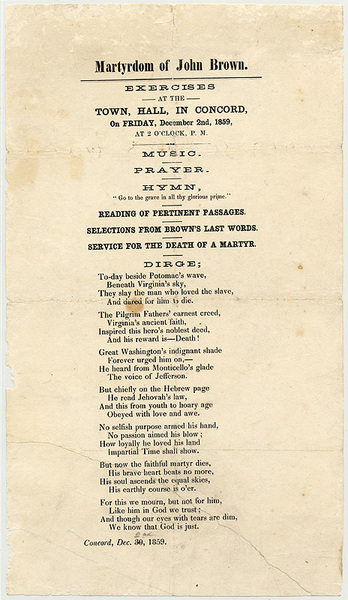 Martyrdom of John Brown.
EXERCISES
AT THE
TOWN, HALL, IN CONCORD,
On FRIDAY, December 2nd, 1859,
AT 2 O'CLOCK, P. M.
MUSIC.
PRAYER.
HYMN,
"Go to the grave in all thy glorious prime."
READING OF PERTINENT PASSAGES.
SELECTIONS FROM BROWN'S LAST WORDS.
SERVICE FOR THE DEATH OF A MARTYR.
DIRGE;
To-day beside Potomac's wave,
Beneath Virginia's sky,
They slay the man who loved the slave,
And dared for him to die.
The Pilgrim Fathers' earnest creed,
Virginia's ancient faith,
Inspired this hero's noblest deed,
And his reward is—Death!
Great Washington's indignant shade
Forever urged him on,—
He heard from Monticello's glade
The voice of Jefferson.
But chiefly on the Hebrew page
He read Jehovah's law,
And this from youth to hoary age
Obeyed with love and awe.
No selfish purpose armed his hand,
No passion aimed his blow;
How loyally he loved his land
Impartial Time shall show.
But now the faithful martyr dies,
His brave heart beats no more,
His soul ascends the equal skies,
His earthly course is o'er.
For this we mourn, but not for him,
Like him in God we trust;
And though our eyes with tears are dim,
We know that God is just.
Concord, Dec. 30, 1859.